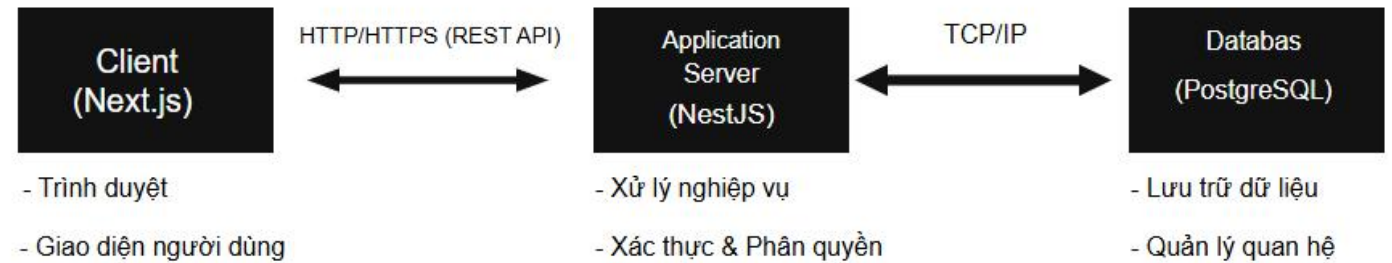 Client
(Next.js)
HTTP/HTTPS (REST API)
Application
Server
(NestJS)
TCP/IP
Databas
(PostgreSQL)
- Trình duyệt
- Giao diện người dùng
- Xử lý nghiệp vụ
- Xác thực & Phân quyền
- Lưu trữ dữ liệu
- Quản lý quan hệ